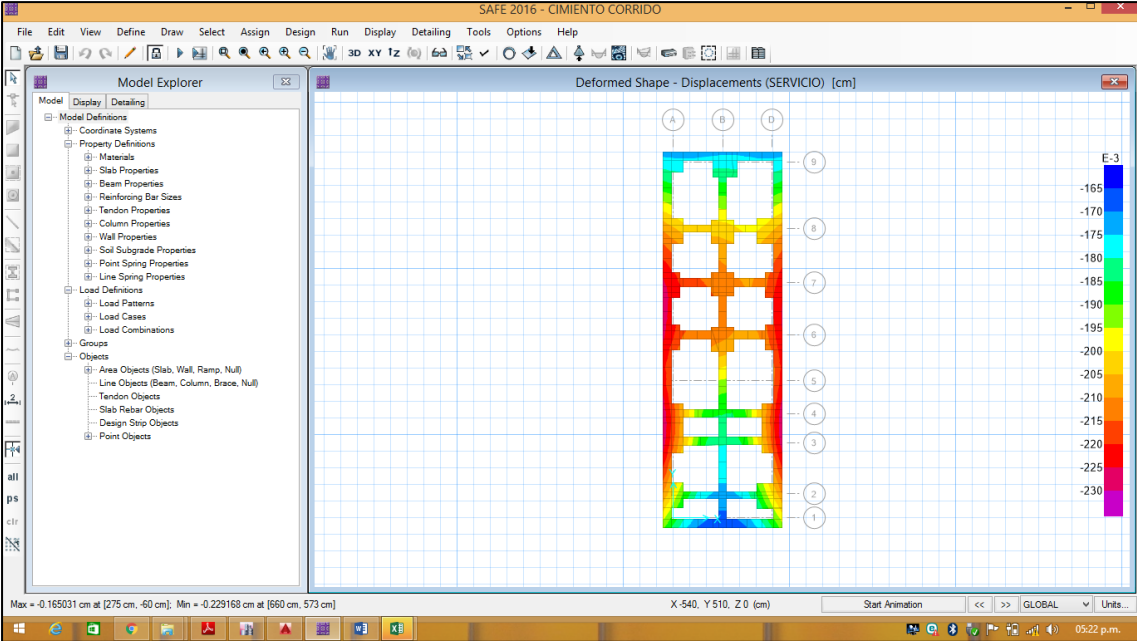 SAFE 2016 - CIMIENTO CORRIDO
File Edit View Define Draw Select Assign Design Run Display Detailing Tools Options Help
3D XY
Model Explorer
Model Display Detailing
Model Definitions
Coordinate Systems
Property Definitions
Materials
Slab Properties
Beam Properties
Reinforcing Bar Sizes
Tendon Properties
Column Properties
Wall Properties
Soil Subgrade Properties
Point Spring Properties
Line Spring Properties
Load Definitions
Load Patterns
Load Cases
Load Combinations
Groups
Objects
Area Objects (Slab, Wall, Ramp, Null)
Line Objects (Beam, Column, Brace, Null)
Tendon Objects
Slab Rebar Objects
Design Strip Objects
Point Objects
all
ps
clr
Deformed Shape - Displacements (SERVICIO) [cm]
A B D
9
8
7
6
5
4
3
2
1
E-3
-165
-170
-175
-180
-185
-190
-195
-200
-205
-210
-215
-220
-225
-230
Max = -0.165031 cm at [275 cm, -60 cm]; Min = -0.229168 cm at [660 cm, 573 cm]
X -540, Y 510, Z 0 (cm)
Start Animation << >> GLOBAL Units...
05:22 p.m.